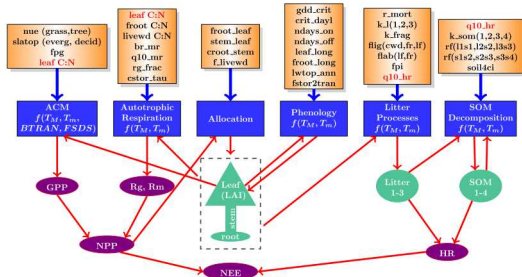 nue (grass,tree)
slatop (everg, decid)
fpg
leaf C:N
leaf C:N
froot C:N
livewd C:N
br_mr
q10_mr
rg_frac
cstor_tau
froot_leaf
stem_leaf
croot_stem
f_livewd
gdd_crit
crit_dayl
ndays_on
ndays_off
leaf_long
froot_long
lwtop_ann
fstor2tran
r_mort
k_l(1,2,3)
k_frag
flig(cwd,fr,lf)
flab(lf,fr)
fpi
q10_hr
q10_hr
k_som(1,2,3,4)
rf(l1s1,l2s2,l3s3)
rf(s1s2,s2s3,s3s4)
soil4ci
ACM
f(T_M, T_m,
BTRAN, FSDS)
Autotrophic
Respiration
f(T_M, T_m)
Allocation
Phenology
f(T_M, T_m)
Litter
Processes
f(T_M, T_m)
SOM
Decomposition
f(T_M, T_m)
GPP
Rg, Rm
Leaf
(LAI)
stem
root
Litter
1-3
SOM
1-4
NPP
HR
NEE